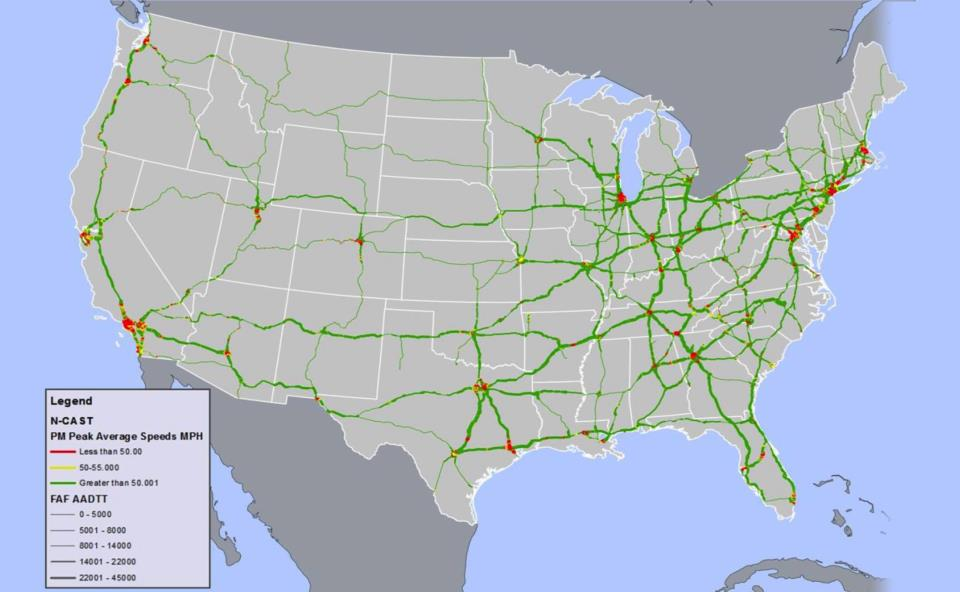 Legend
N-CAST
PM Peak Average Speeds MPH
Less than 50.00
50-55.000
Greater than 50.001
FAF AADTT
0 - 5000
5001 - 8000
8001 - 14000
14001 - 22000
22001 - 45000